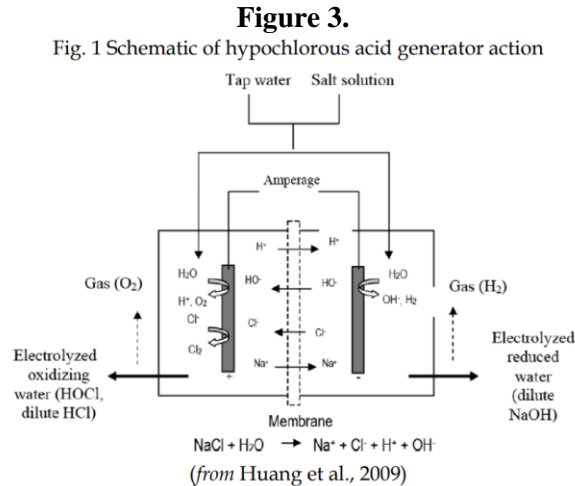 Figure 3.
Fig. 1 Schematic of hypochlorous acid generator action
Tap water Salt solution
Amperage
H⁺ H⁺
H₂O HO⁻ HO⁻ H₂O
Gas (O₂) Gas (H₂)
H⁺, O₂ OH⁻, H₂
Cl⁻ Cl⁻ Cl⁻
Cl₂
Na⁺ Na⁺
+ -
Electrolyzed
oxidizing
water (HOCl,
dilute HCl)
Electrolyzed
reduced
water
(dilute
NaOH)
Membrane
NaCl + H₂O → Na⁺ + Cl⁻ + H⁺ + OH⁻
(from Huang et al., 2009)